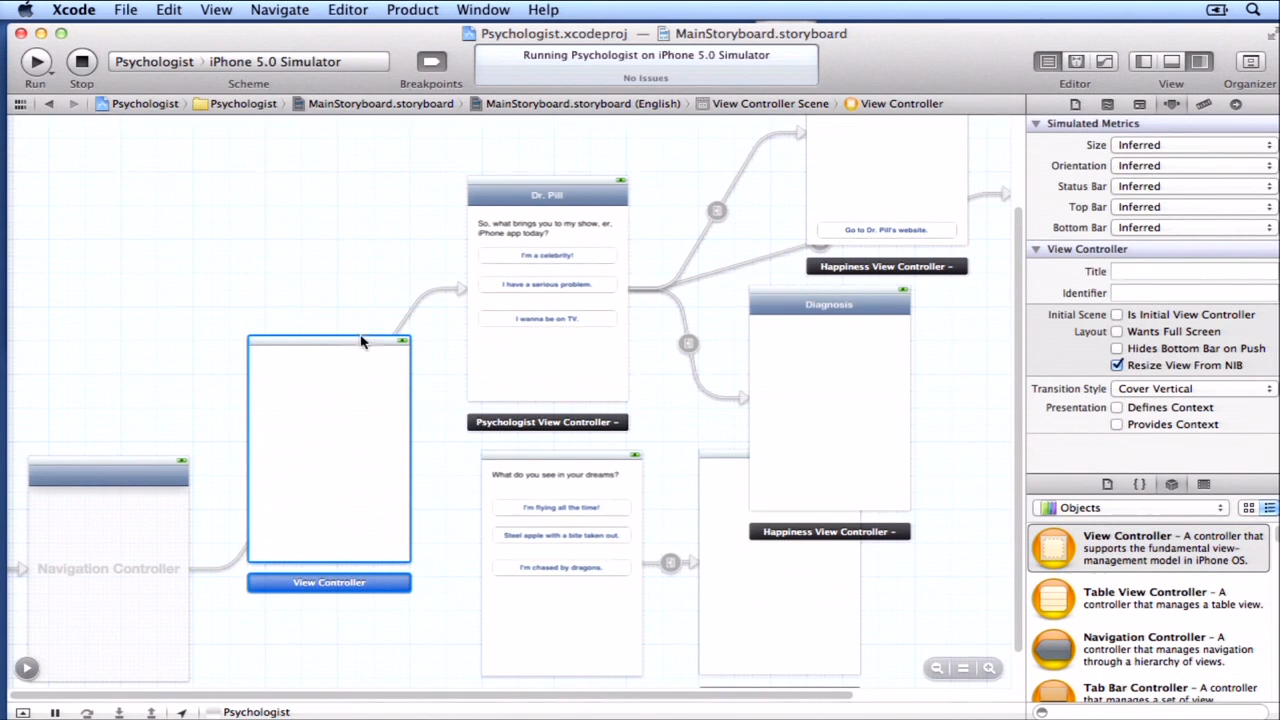 Xcode File Edit View Navigate Editor Product Window Help
Psychologist.xcodeproj — MainStoryboard.storyboard
Running Psychologist on iPhone 5.0 Simulator
No Issues
Psychologist iPhone 5.0 Simulator
Run Stop Scheme Breakpoints Editor View Organizer
Psychologist Psychologist MainStoryboard.storyboard MainStoryboard.storyboard (English) View Controller Scene View Controller
Dr. Pill
So, what brings you to my show, er,
iPhone app today?
I'm a celebrity!
I have a serious problem.
I wanna be on TV.
Psychologist View Controller –
Go to Dr. Pill's website.
Happiness View Controller –
Diagnosis
Happiness View Controller –
Navigation Controller
View Controller
What do you see in your dreams?
I'm flying all the time!
Steel apple with a bite taken out.
I'm chased by dragons.
Simulated Metrics
Size Inferred
Orientation Inferred
Status Bar Inferred
Top Bar Inferred
Bottom Bar Inferred
View Controller
Title
Identifier
Initial Scene Is Initial View Controller
Layout Wants Full Screen
Hides Bottom Bar on Push
Resize View From NIB
Transition Style Cover Vertical
Presentation Defines Context
Provides Context
{ }
Objects
View Controller - A controller that
supports the fundamental view-
management model in iPhone OS.
Table View Controller - A
controller that manages a table view.
Navigation Controller - A
controller that manages navigation
through a hierarchy of views.
Tab Bar Controller - A controller
that manages a set of view
Psychologist